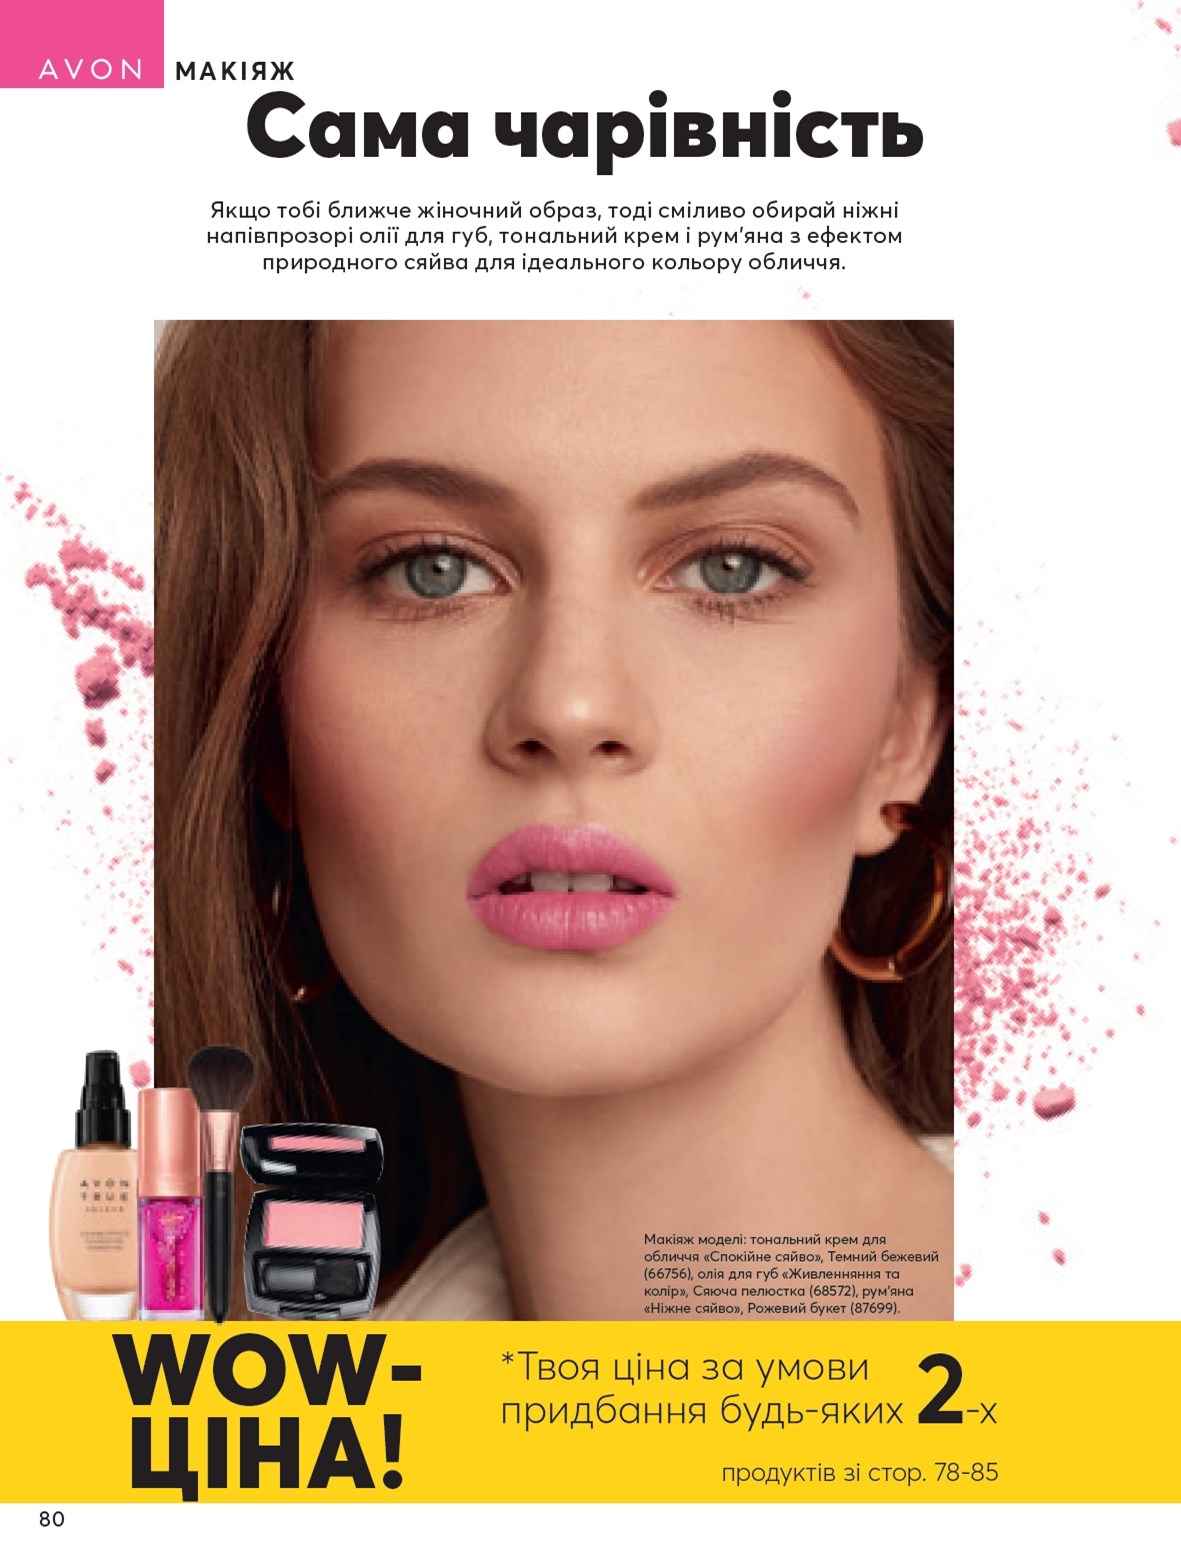 AVON МАКІЯЖ
Сама чарівність
Якщо тобі ближче жіночний образ, тоді сміливо обирай ніжні
напівпрозорі олії для губ, тональний крем і рум’яна з ефектом
природного сяйва для ідеального кольору обличчя.
AVON
TRUE
Макіяж моделі: тональний крем для
обличчя «Спокійне сяйво», Темний бежевий
(66756), олія для губ «Живленняння та
колір», Сяюча пелюстка (68572), рум’яна
«Ніжне сяйво», Рожевий букет (87699).
WOW-
ЦІНА!
*Твоя ціна за умови
придбання будь-яких 2-х
продуктів зі стор. 78-85
80